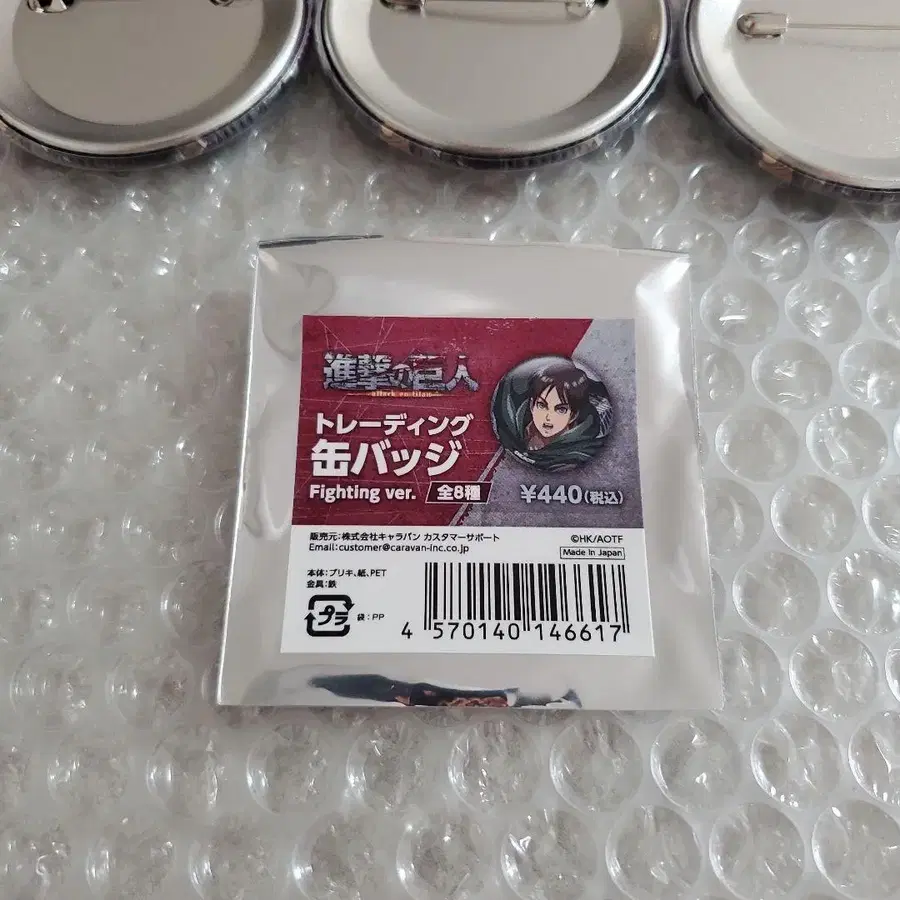 進撃の巨人
attack on titan
トレーディング
缶バッジ
Fighting ver. 全8種
¥440(税込)
販売元:株式会社キャラバン カスタマーサポート
Email:customer@caravan-inc.co.jp
©HK/AOTF
Made In Japan
本体:ブリキ、紙、PET
金具:鉄
プラ 袋:PP
4 570140 146617